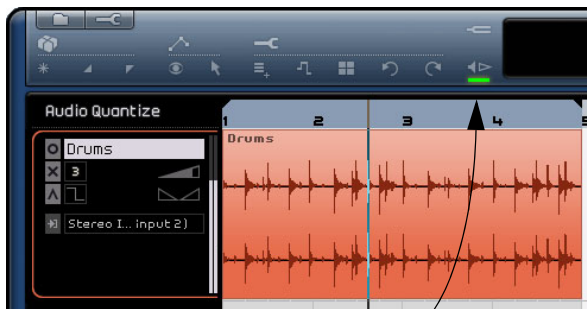 Audio Quantize
1 2 3 4 5
Drums
Drums
3
Stereo I... input 2)